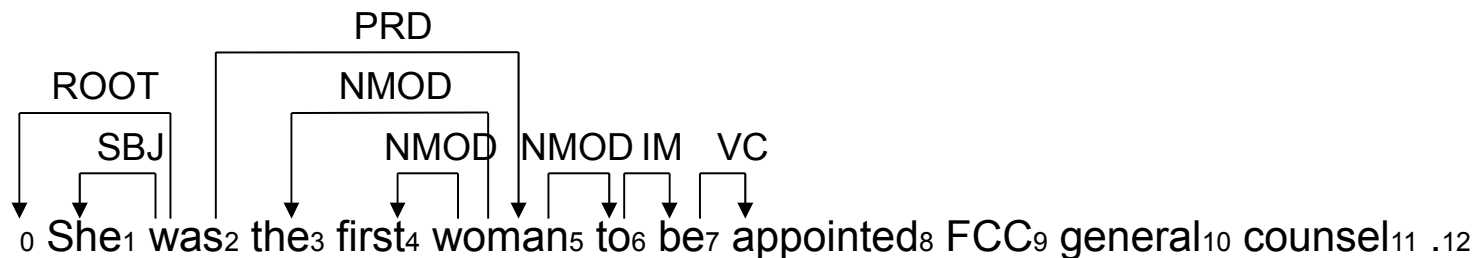 PRD
ROOT NMOD
SBJ NMOD NMOD IM VC
0 She1 was2 the3 first4 woman5 to6 be7 appointed8 FCC9 general10 counsel11 .12